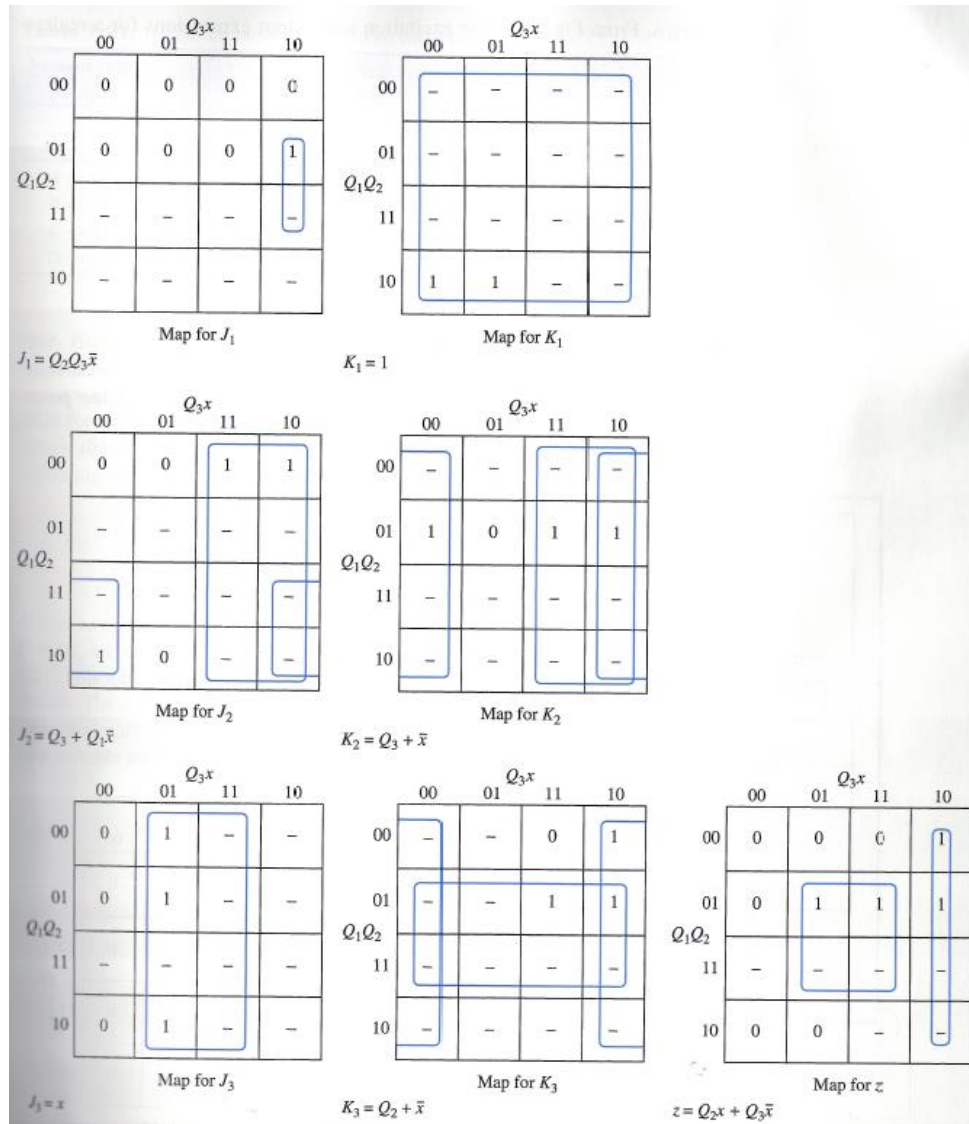 Q₃x Q₃x
00 01 11 10 00 01 11 10
00 0 0 0 0 00 – – – –
01 0 0 0 1 01 – – – –
Q₁Q₂ Q₁Q₂
11 – – – – 11 – – – –
10 – – – – 10 1 1 – –
Map for J₁ Map for K₁
J₁ = Q₂Q₃x̄ K₁ = 1
Q₃x Q₃x
00 01 11 10 00 01 11 10
00 0 0 1 1 00 – – – –
01 – – – – 01 1 0 1 1
Q₁Q₂ Q₁Q₂
11 – – – – 11 – – – –
10 1 0 – – 10 – – – –
Map for J₂ Map for K₂
J₂ = Q₃ + Q₁x̄ K₂ = Q₃ + x̄
Q₃x Q₃x Q₃x
00 01 11 10 00 01 11 10 00 01 11 10
00 0 1 – – 00 – – 0 1 00 0 0 0 1
01 0 1 – – 01 – – 1 1 01 0 1 1 1
Q₁Q₂ Q₁Q₂ Q₁Q₂
11 – – – – 11 – – – – 11 – – – –
10 0 1 – – 10 – – – – 10 0 0 – –
Map for J₃ Map for K₃ Map for z
J₃ = x K₃ = Q₂ + x̄ z = Q₂x + Q₃x̄